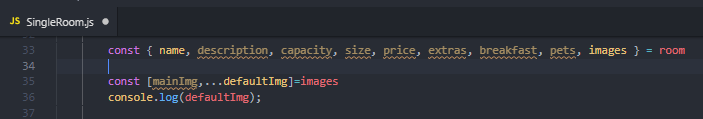 JS SingleRoom.js
33 const { name, description, capacity, size, price, extras, breakfast, pets, images } = room
34
35 const [mainImg,...defaultImg]=images
36 console.log(defaultImg);
37